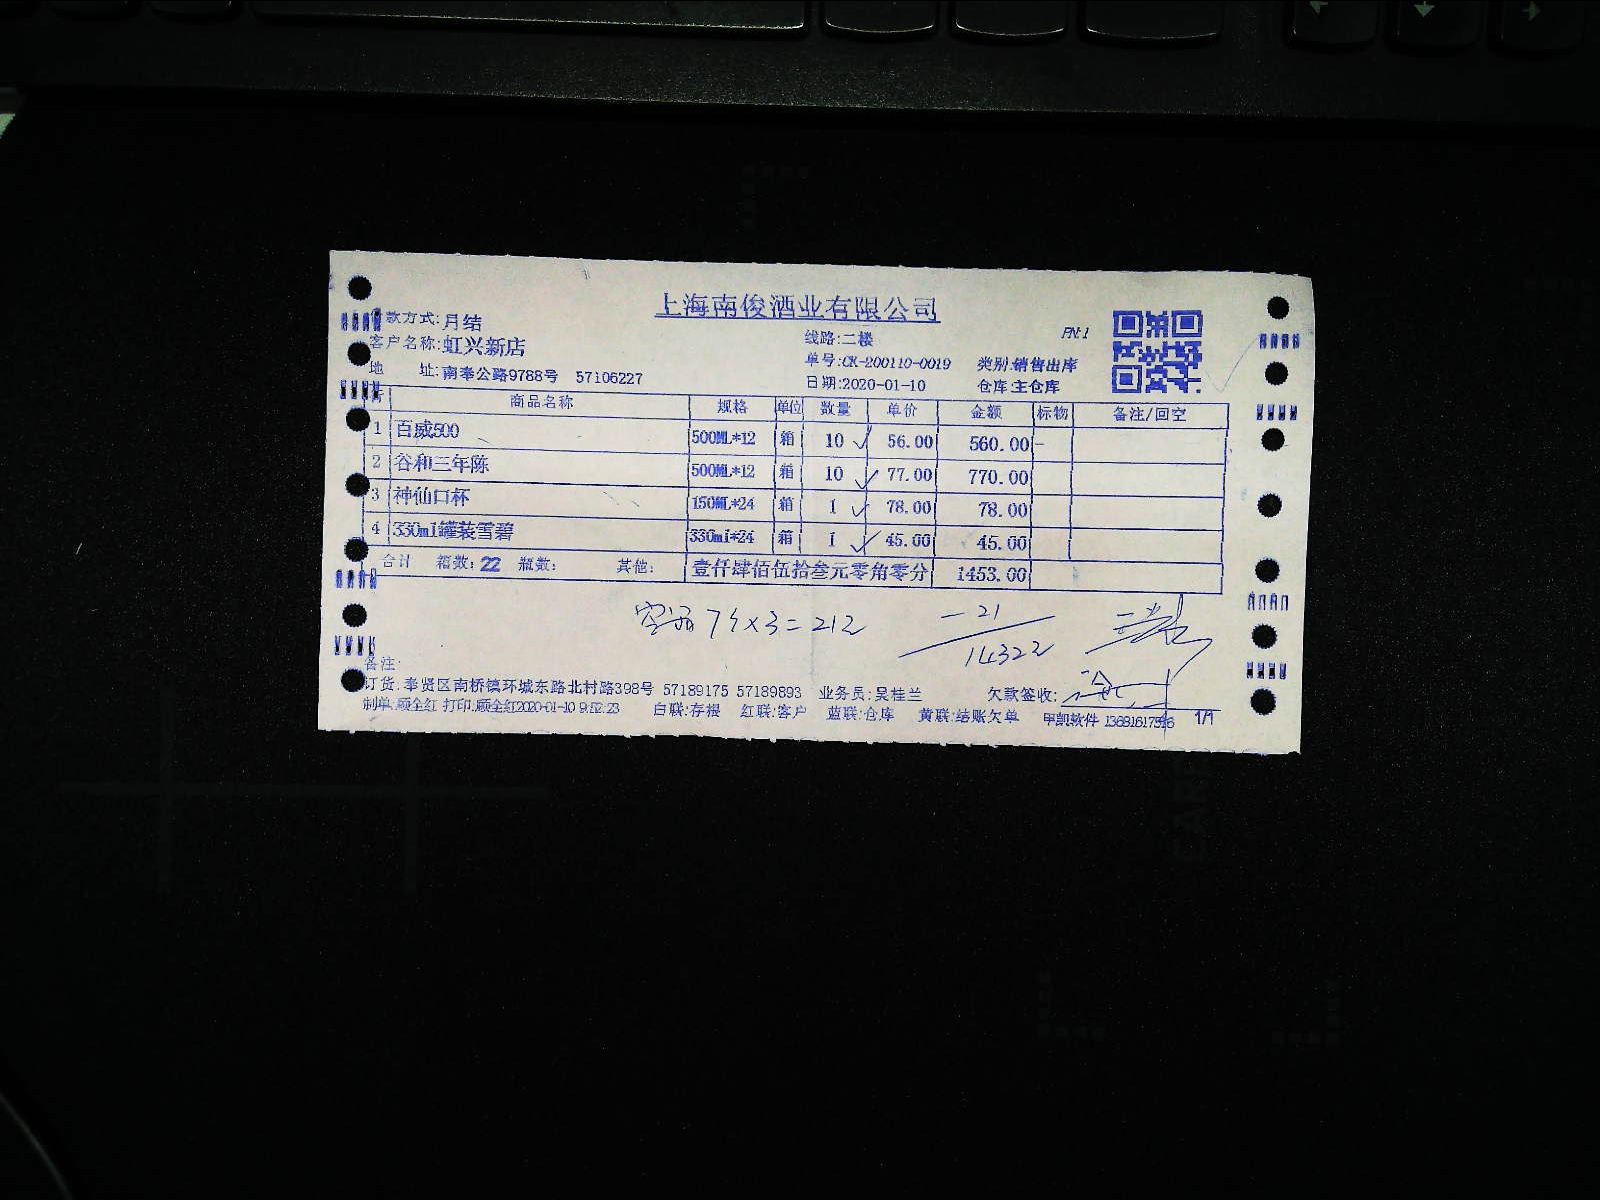 上海南俊酒业有限公司
款方式:月结
线路:二楼
PN:1
客户名称:虹兴新店
单号:CK-200110-0019 类别:销售出库
地 址:南奉公路9788号 57106227
日期:2020-01-10 仓库:主仓库
商品名称 规格 单位 数量 单价 金额 标物 备注/回空
1 百威500 500ML*12 箱 10 56.00 560.00 -
2 谷和三年陈 500ML*12 箱 10 77.00 770.00
3 神仙口杯 150ML*24 箱 1 78.00 78.00
4 330ml罐装雪碧 330ml*24 箱 1 45.00 45.00
合计 箱数: 22 瓶数: 其他: 壹仟肆佰伍拾叁元零角零分 1453.00
-21
备注:
订货:奉贤区南桥镇环城东路北村路398号 57189175 57189893 业务员:吴桂兰 欠款签收:
制单:顾全红 打印:顾全红2020-01-10 9:52:23 白联:存根 红联:客户 蓝联:仓库 黄联:结账欠单 甲凯软件 1/1